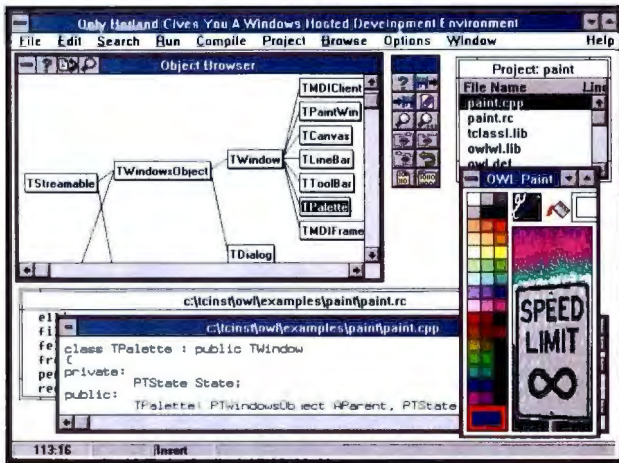 Only Borland Gives You A Windows Hosted Development Environment
File Edit Search Run Compile Project Browse Options Window Help
Object Browser
TStreamable
TWindowsObject
TWindow
TDialog
TMDIClient
TPaintWin
TCanvas
TLineBar
TToolBar
TPalette
TMDIFrame
Project: paint
File Name Line
paint.cpp
paint.rc
tclassl.lib
owlwl.lib
owl.def
OWL Paint
SPEED
LIMIT
∞
c:\tcinst\owl\examples\paint\paint.rc
c:\tcinst\owl\examples\paint\paint.cpp
class TPalette : public TWindow
{
private:
PTState State;
public:
TPalette( PTWindowsObject AParent, PTState
113:16 Insert